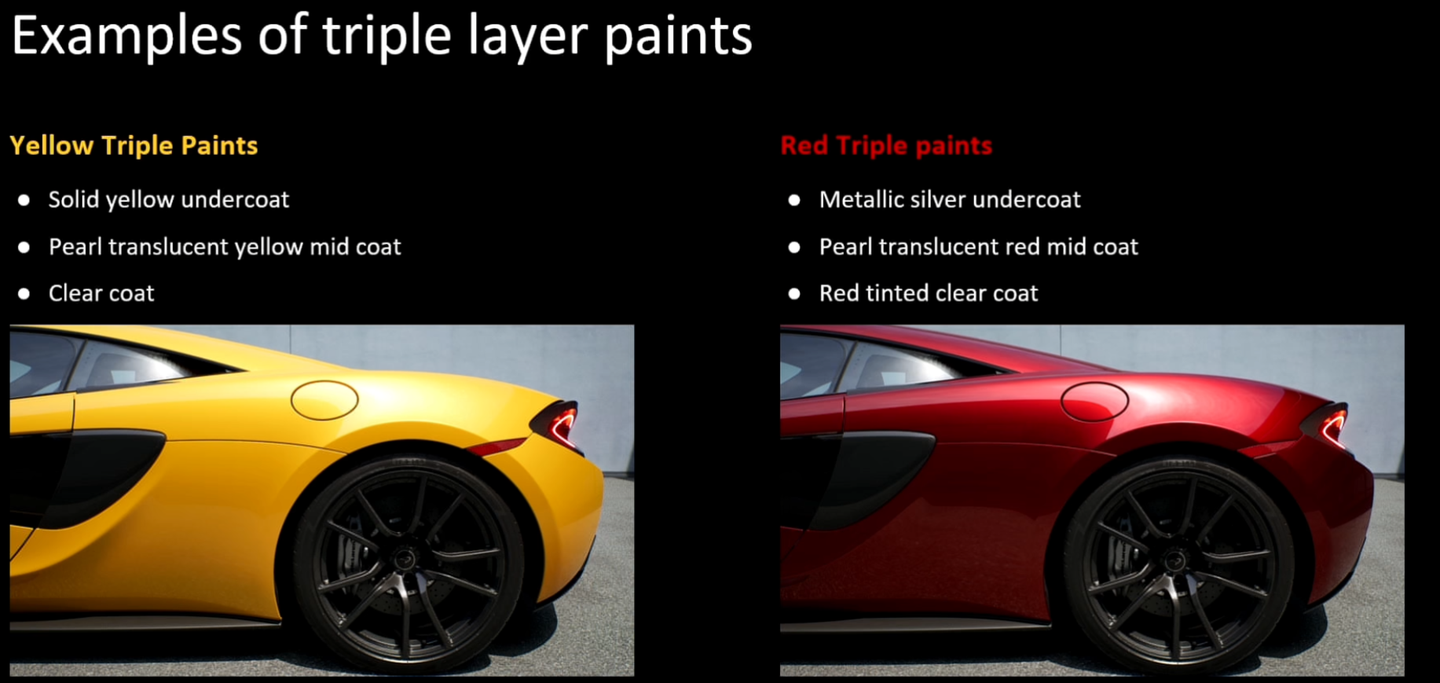 Examples of triple layer paints
Yellow Triple Paints
● Solid yellow undercoat
● Pearl translucent yellow mid coat
● Clear coat
Red Triple paints
● Metallic silver undercoat
● Pearl translucent red mid coat
● Red tinted clear coat